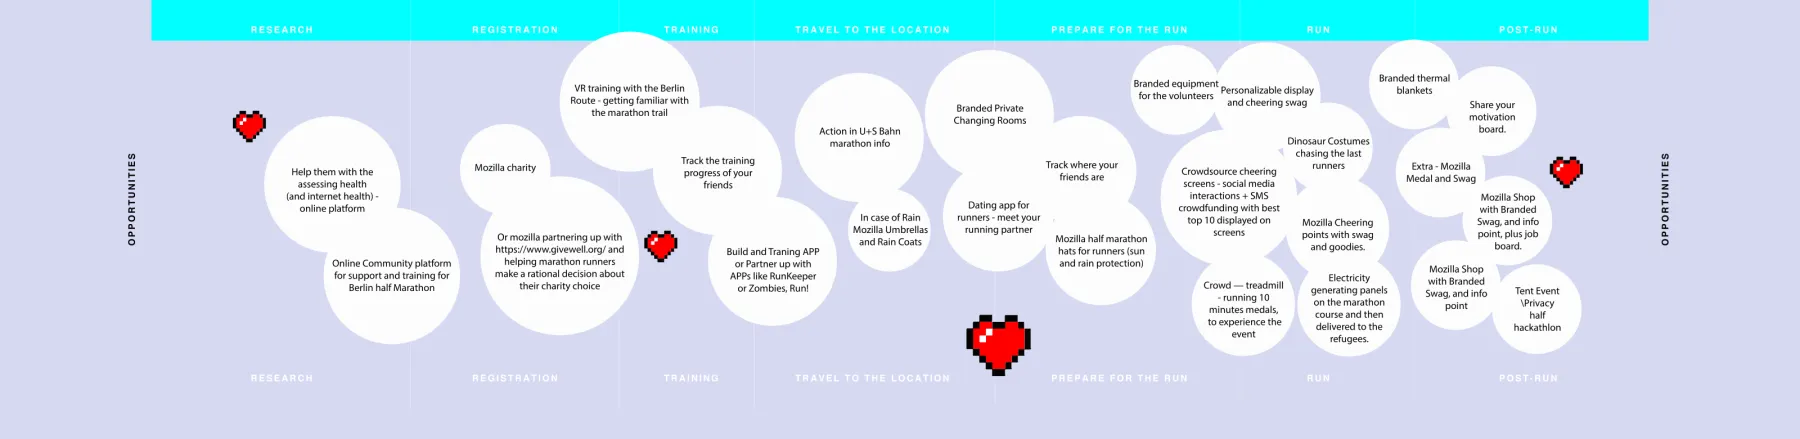 RESEARCH
REGISTRATION
TRAINING
TRAVEL TO THE LOCATION
PREPARE FOR THE RUN
RUN
POST-RUN
OPPORTUNITIES
Help them with the
assessing health
(and internet health) -
online platform
Online Community platform
for support and training for
Berlin half Marathon
Mozilla charity
Or mozilla partnering up with
https://www.givewell.org/ and
helping marathon runners
make a rational decision about
their charity choice
VR training with the Berlin
Route - getting familiar with
the marathon trail
Track the training
progress of your
friends
Build and Traning APP
or Partner up with
APPs like RunKeeper
or Zombies, Run!
Action in U+S Bahn
marathon info
In case of Rain
Mozilla Umbrellas
and Rain Coats
Branded Private
Changing Rooms
Dating app for
runners - meet your
running partner
Track where your
friends are
Mozilla half marathon
hats for runners (sun
and rain protection)
Branded equipment
for the volunteers
Personalizable display
and cheering swag
Crowdsource cheering
screens - social media
interactions + SMS
crowdfunding with best
top 10 displayed on
screens
Crowd — treadmill
- running 10
minutes medals,
to experience the
event
Dinosaur Costumes
chasing the last
runners
Mozilla Cheering
points with swag
and goodies.
Electricity
generating panels
on the marathon
course and then
delivered to the
refugees.
Branded thermal
blankets
Share your
motivation
board.
Extra - Mozilla
Medal and Swag
Mozilla Shop
with Branded
Swag, and info
point, plus job
board.
Mozilla Shop
with Branded
Swag, and info
point
Tent Event
\Privacy
half
hackathlon
OPPORTUNITIES
RESEARCH
REGISTRATION
TRAINING
TRAVEL TO THE LOCATION
PREPARE FOR THE RUN
RUN
POST-RUN